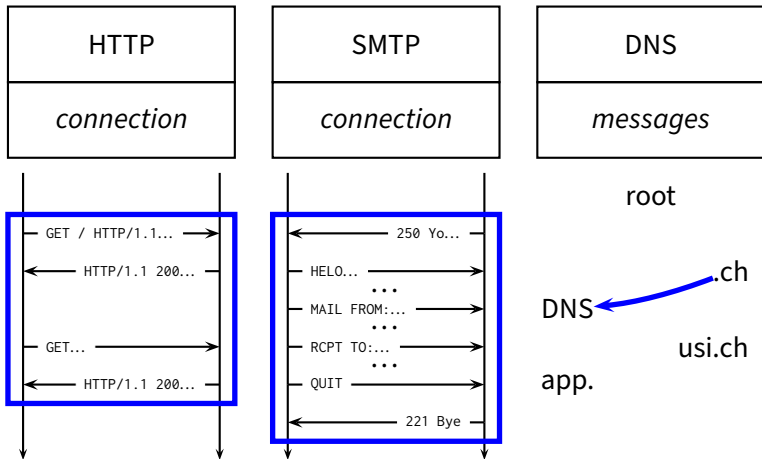 HTTP
connection
GET / HTTP/1.1...
HTTP/1.1 200...
GET...
HTTP/1.1 200...
SMTP
connection
250 Yo...
HELO...
...
MAIL FROM:...
...
RCPT TO:...
...
QUIT
221 Bye
DNS
messages
root
.ch
DNS
usi.ch
app.